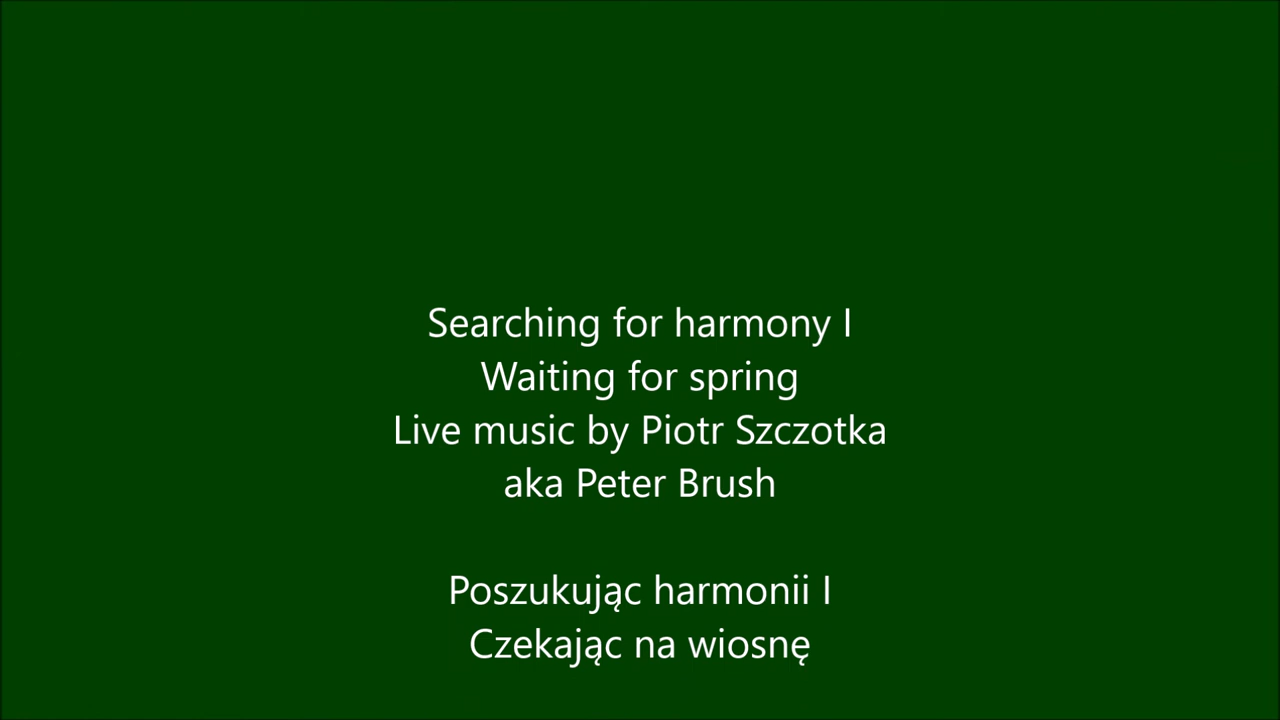 Searching for harmony I
Waiting for spring
Live music by Piotr Szczotka
aka Peter Brush
Poszukując harmonii I
Czekając na wiosnę